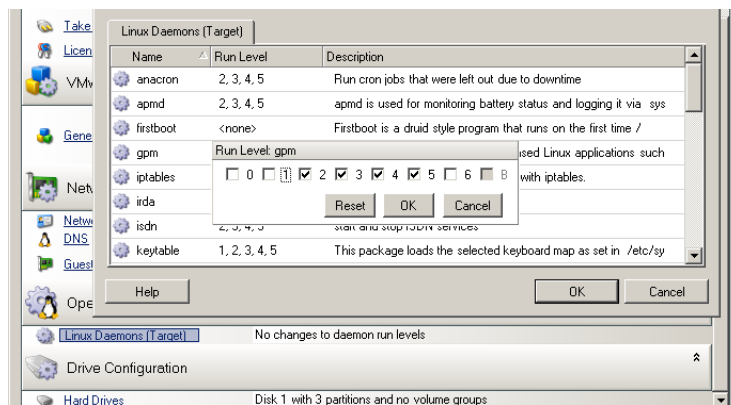 Take
Linux Daemons (Target)
Licen
Name Run Level Description
anacron 2, 3, 4, 5 Run cron jobs that were left out due to downtime
apmd 2, 3, 4, 5 apmd is used for monitoring battery status and logging it via sys
firstboot <none> Firstboot is a druid style program that runs on the first time /
Gene
gpm Run Level: gpm used Linux applications such
iptables 0 1 2 3 4 5 6 B with iptables.
irda Reset OK Cancel
isdn 2, 3, 4, 5 start and stop ISDN services
DNS
keytable 1, 2, 3, 4, 5 This package loads the selected keyboard map as set in /etc/sy
Guest
Help OK Cancel
Ope
Linux Daemons (Target) No changes to daemon run levels
Drive Configuration
Hard Drives Disk 1 with 3 partitions and no volume groups